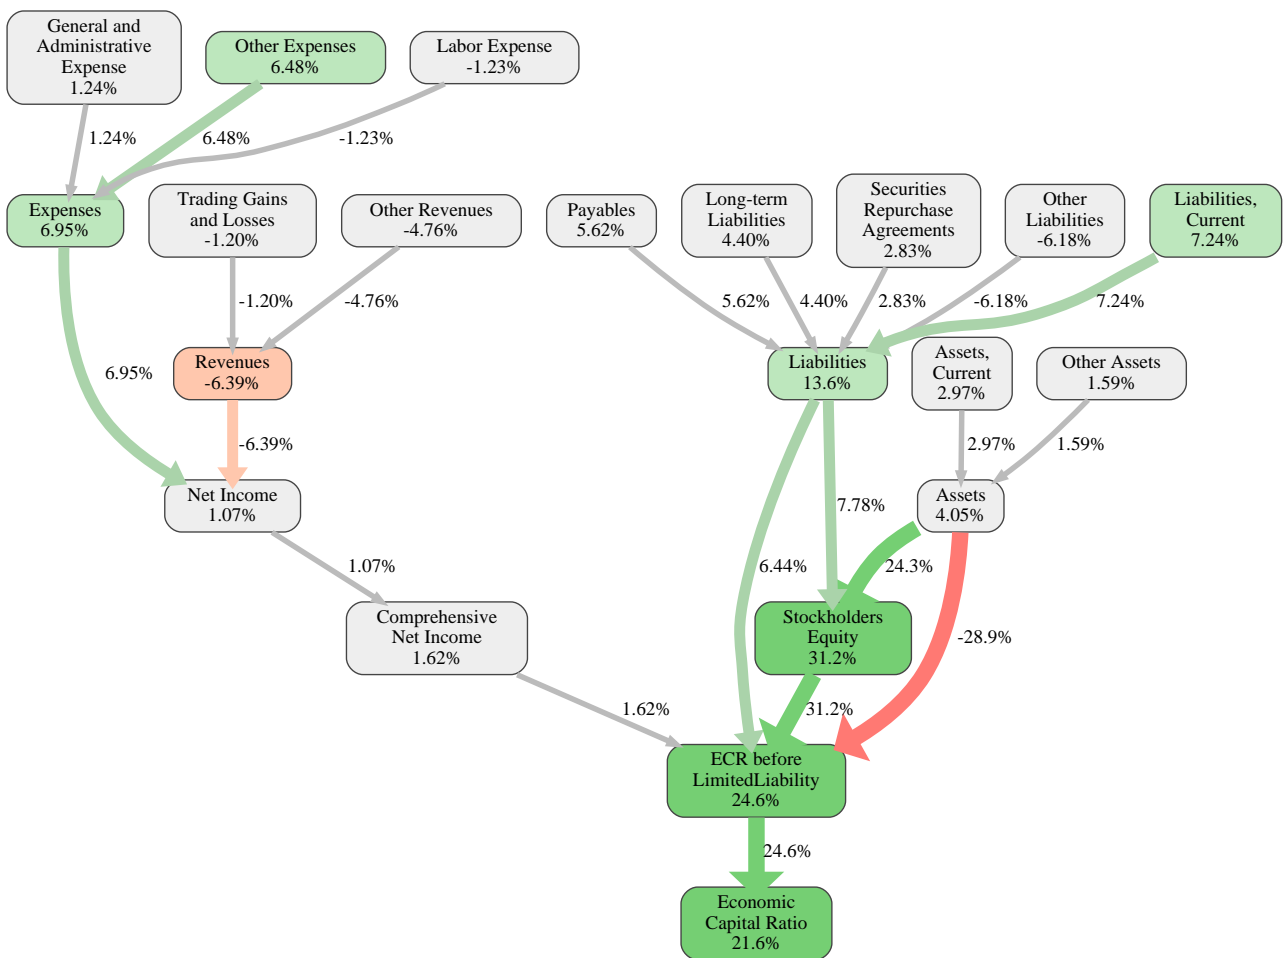 General and
Administrative
Expense
1.24%
Other Expenses
6.48%
Labor Expense
-1.23%
1.24%
6.48%
-1.23%
Expenses
6.95%
Trading Gains
and Losses
-1.20%
Other Revenues
-4.76%
Payables
5.62%
Long-term
Liabilities
4.40%
Securities
Repurchase
Agreements
2.83%
Other
Liabilities
-6.18%
Liabilities,
Current
7.24%
-1.20%
-4.76%
5.62%
4.40%
2.83%
-6.18%
7.24%
6.95%
Revenues
-6.39%
Liabilities
13.6%
Assets,
Current
2.97%
Other Assets
1.59%
-6.39%
2.97%
1.59%
Net Income
1.07%
7.78%
Assets
4.05%
1.07%
6.44%
24.3%
Comprehensive
Net Income
1.62%
Stockholders
Equity
31.2%
-28.9%
1.62%
31.2%
ECR before
LimitedLiability
24.6%
24.6%
Economic
Capital Ratio
21.6%